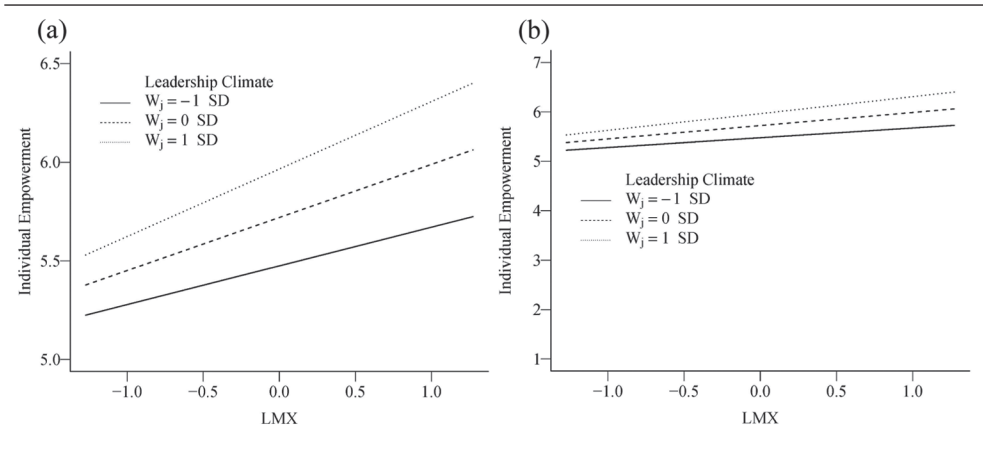 (a)
6.5
6.0
5.5
5.0
Individual Empowerment
Leadership Climate
Wj = −1 SD
Wj = 0 SD
Wj = 1 SD
−1.0 −0.5 0.0 0.5 1.0
LMX
(b)
7
6
5
4
3
2
1
Individual Empowerment
Leadership Climate
Wj = −1 SD
Wj = 0 SD
Wj = 1 SD
−1.0 −0.5 0.0 0.5 1.0
LMX